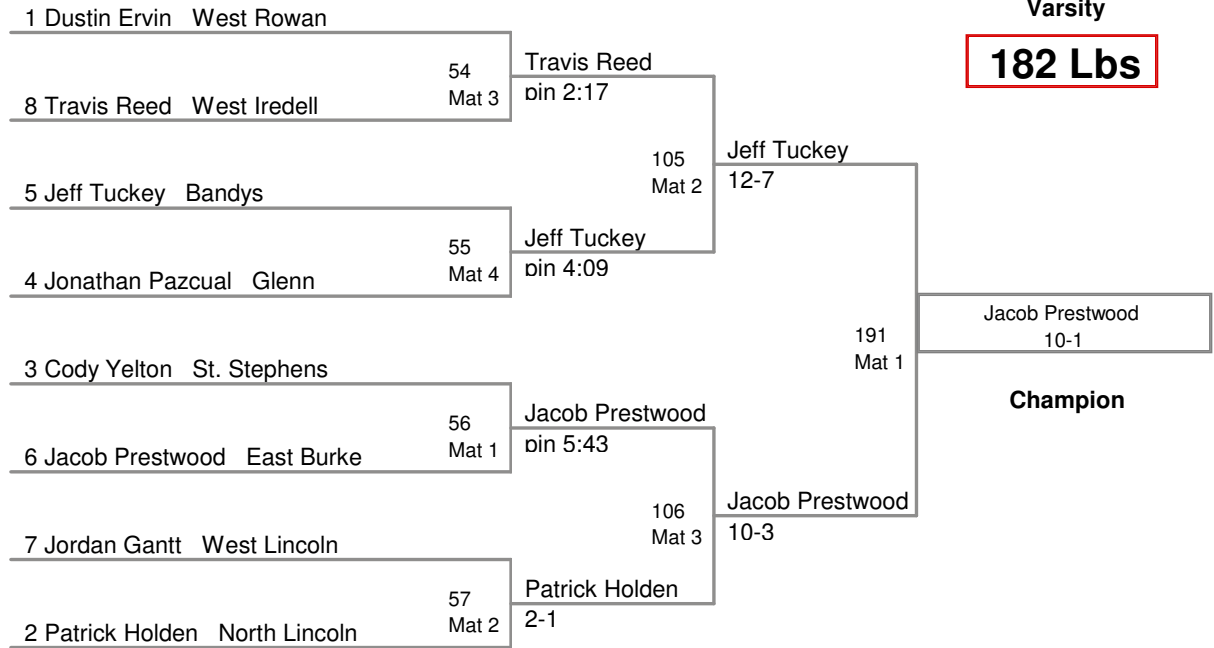 Varsity
182 Lbs
1 Dustin Ervin West Rowan
54
Mat 3
8 Travis Reed West Iredell
Travis Reed
pin 2:17
5 Jeff Tuckey Bandys
55
Mat 4
4 Jonathan Pazcual Glenn
Jeff Tuckey
pin 4:09
105
Mat 2
Jeff Tuckey
12-7
3 Cody Yelton St. Stephens
56
Mat 1
6 Jacob Prestwood East Burke
Jacob Prestwood
pin 5:43
7 Jordan Gantt West Lincoln
57
Mat 2
2 Patrick Holden North Lincoln
Patrick Holden
2-1
106
Mat 3
Jacob Prestwood
10-3
191
Mat 1
Jacob Prestwood
10-1
Champion